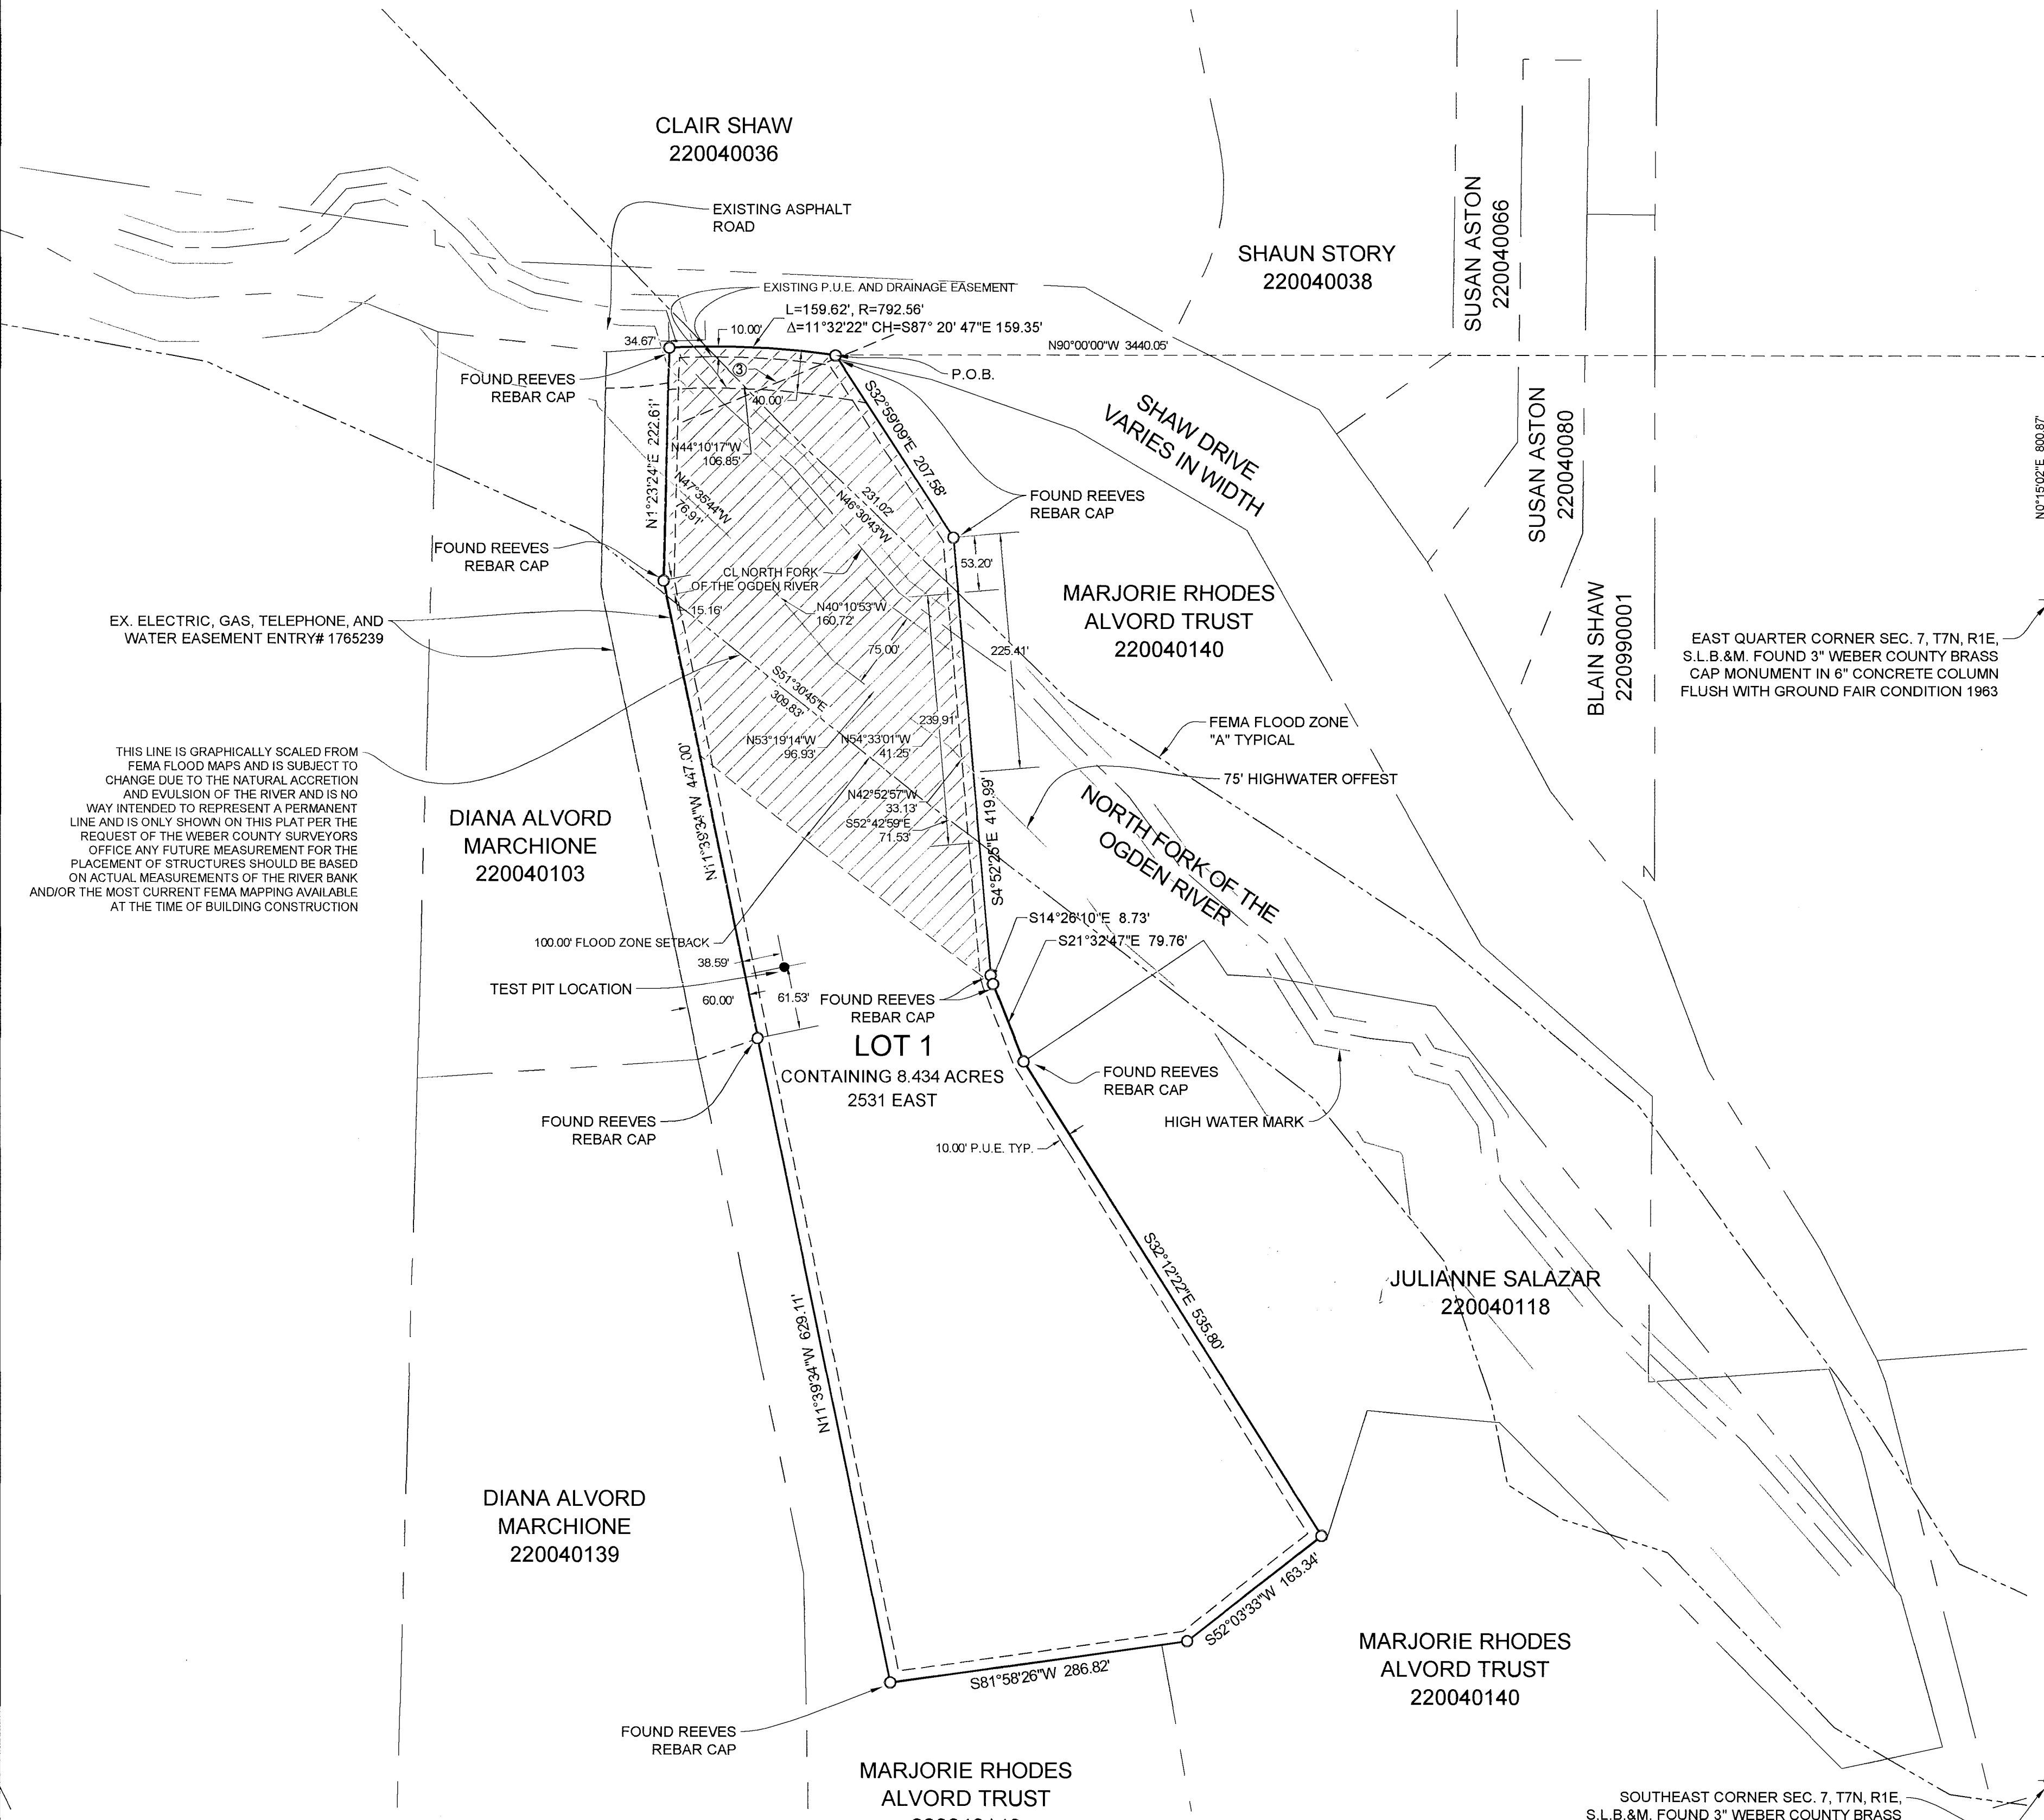 CLAIR SHAW
220040036
EXISTING ASPHALT
ROAD
SHAUN STORY
220040038
SUSAN ASTON
220040066
EXISTING P.U.E. AND DRAINAGE EASEMENT
L=159.62', R=792.56'
Δ=11°32'22" CH=S87° 20' 47"E 159.35'
10.00'
34.67'
N90°00'00"W 3440.05'
3
P.O.B.
FOUND REEVES
REBAR CAP
40.00'
S32°59'09"E 207.58'
SHAW DRIVE
VARIES IN WIDTH
SUSAN ASTON
220040080
N0°15'02"E 800.87'
N1°23'24"E 222.61'
N44°10'17"W
106.85'
N47°35'44"W
76.91'
231.02'
N46°30'43"W
FOUND REEVES
REBAR CAP
FOUND REEVES
REBAR CAP
53.20'
CL NORTH FORK
OF THE OGDEN RIVER
MARJORIE RHODES
ALVORD TRUST
220040140
BLAIN SHAW
220990001
EX. ELECTRIC, GAS, TELEPHONE, AND
WATER EASEMENT ENTRY# 1765239
15.16'
N40°10'53"W
160.72'
75.00'
225.41'
EAST QUARTER CORNER SEC. 7, T7N, R1E,
S.L.B.&M. FOUND 3" WEBER COUNTY BRASS
CAP MONUMENT IN 6" CONCRETE COLUMN
FLUSH WITH GROUND FAIR CONDITION 1963
S51°30'45"E
309.83'
239.91'
FEMA FLOOD ZONE
"A" TYPICAL
N53°19'14"W
96.93'
N54°33'01"W
41.25'
THIS LINE IS GRAPHICALLY SCALED FROM
FEMA FLOOD MAPS AND IS SUBJECT TO
CHANGE DUE TO THE NATURAL ACCRETION
AND EVULSION OF THE RIVER AND IS NO
WAY INTENDED TO REPRESENT A PERMANENT
LINE AND IS ONLY SHOWN ON THIS PLAT PER THE
REQUEST OF THE WEBER COUNTY SURVEYORS
OFFICE ANY FUTURE MEASUREMENT FOR THE
PLACEMENT OF STRUCTURES SHOULD BE BASED
ON ACTUAL MEASUREMENTS OF THE RIVER BANK
AND/OR THE MOST CURRENT FEMA MAPPING AVAILABLE
AT THE TIME OF BUILDING CONSTRUCTION
75' HIGHWATER OFFEST
N42°52'57"W
33.13'
S52°42'59"E
71.53'
N11°39'34"W 447.00'
S4°52'25"E 419.99'
NORTH FORK OF THE
OGDEN RIVER
DIANA ALVORD
MARCHIONE
220040103
S14°26'10"E 8.73'
S21°32'47"E 79.76'
100.00' FLOOD ZONE SETBACK
38.59'
TEST PIT LOCATION
60.00'
61.53'
FOUND REEVES
REBAR CAP
LOT 1
CONTAINING 8.434 ACRES
2531 EAST
FOUND REEVES
REBAR CAP
FOUND REEVES
REBAR CAP
HIGH WATER MARK
10.00' P.U.E. TYP.
S32°12'22"E 535.80'
JULIANNE SALAZAR
220040118
N11°39'34"W 629.11'
DIANA ALVORD
MARCHIONE
220040139
S52°03'33"W 163.34'
S81°58'26"W 286.82'
MARJORIE RHODES
ALVORD TRUST
220040140
FOUND REEVES
REBAR CAP
MARJORIE RHODES
ALVORD TRUST
SOUTHEAST CORNER SEC. 7, T7N, R1E,
S.L.B.&M. FOUND 3" WEBER COUNTY BRASS